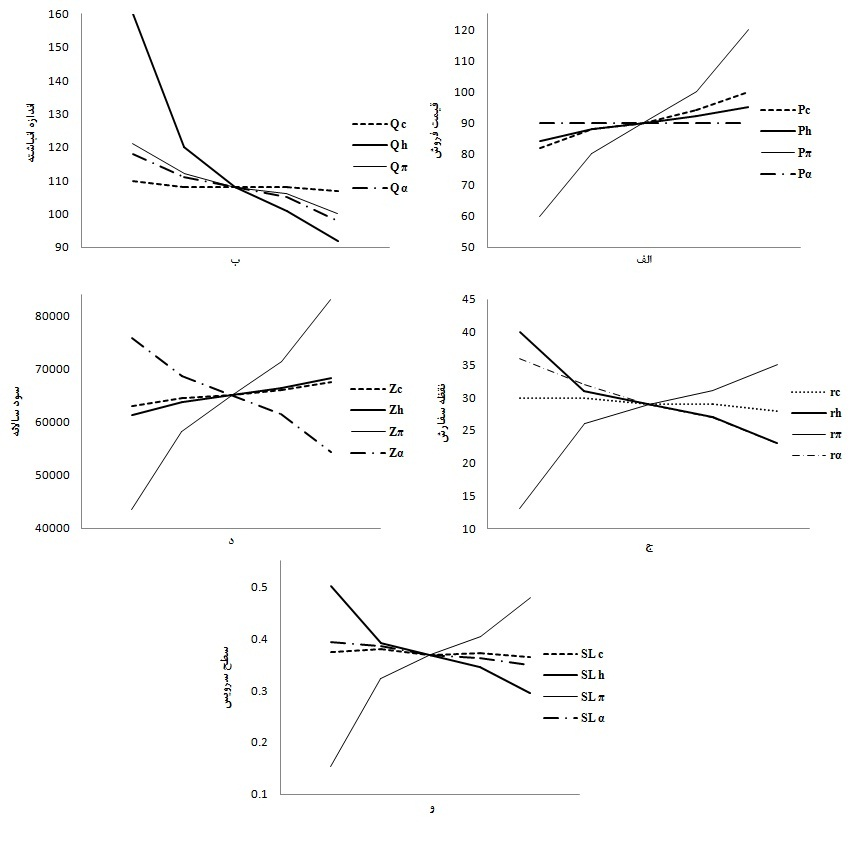 160
150
140
130
120
110
100
90
اندازه انباشته
Q c
Q h
Q π
Q α
ب
120
110
100
90
80
70
60
50
قیمت فروش
Pc
Ph
Pπ
Pα
الف
80000
70000
60000
50000
40000
سود سالانه
Zc
Zh
Zπ
Zα
د
45
40
35
30
25
20
15
10
نقطه سفارش
rc
rh
rπ
rα
ج
0.5
0.4
0.3
0.2
0.1
سطح سرویس
SL c
SL h
SL π
SL α
و